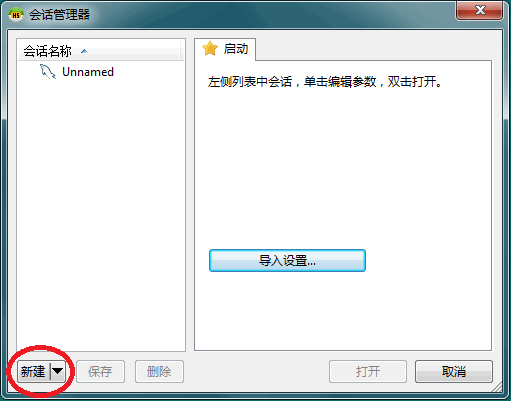 HS 会话管理器
会话名称
Unnamed
启动
左侧列表中会话，单击编辑参数，双击打开。
导入设置...
新建
保存
删除
打开
取消